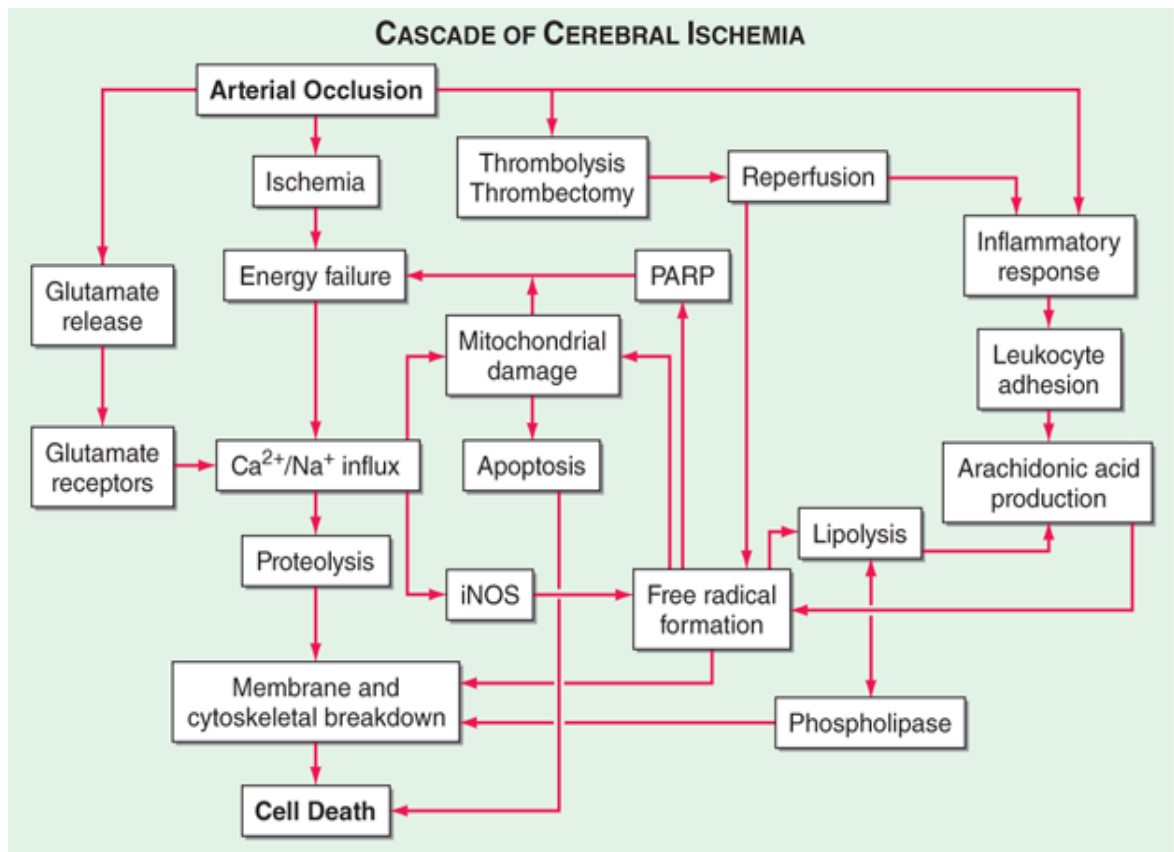 CASCADE OF CEREBRAL ISCHEMIA
Arterial Occlusion
Thrombolysis
Thrombectomy
Reperfusion
Ischemia
Inflammatory
response
Energy failure
PARP
Glutamate
release
Mitochondrial
damage
Leukocyte
adhesion
Glutamate
receptors
Ca²⁺/Na⁺ influx
Apoptosis
Arachidonic acid
production
Lipolysis
Proteolysis
iNOS
Free radical
formation
Membrane and
cytoskeletal breakdown
Phospholipase
Cell Death